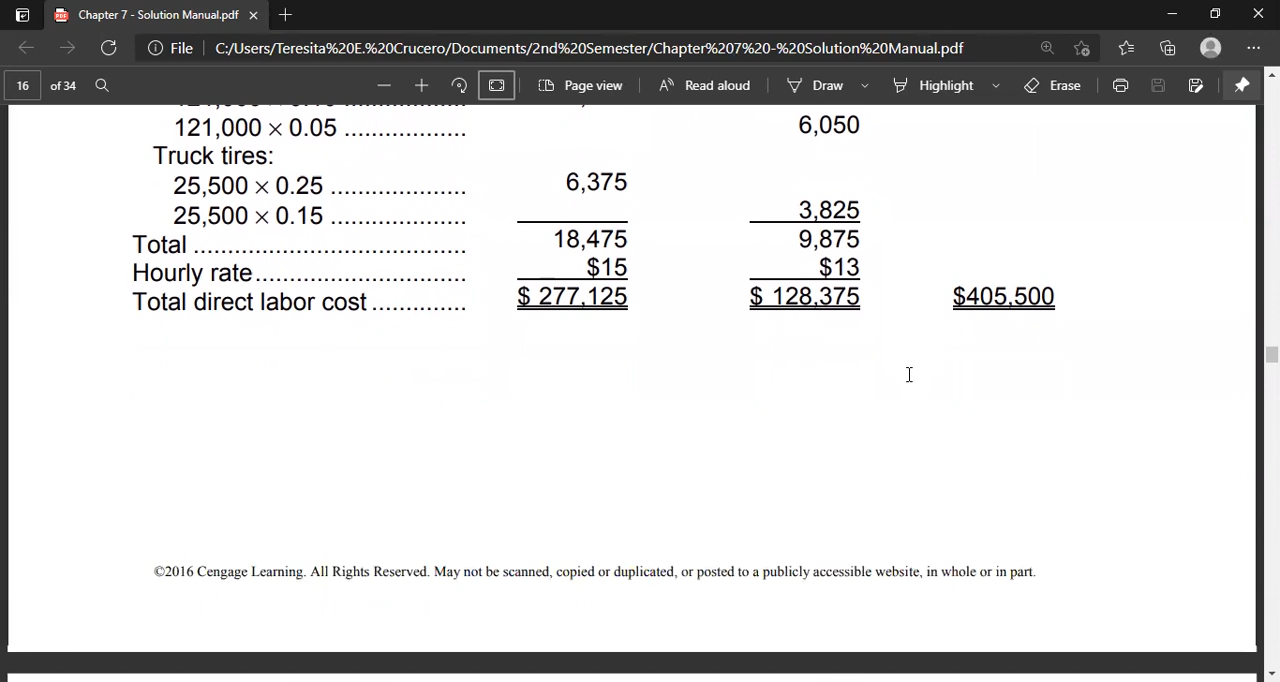 Chapter 7 - Solution Manual.pdf
File C:/Users/Teresita%20E.%20Crucero/Documents/2nd%20Semester/Chapter%207%20-%20Solution%20Manual.pdf
16 of 34 Page view Read aloud Draw Highlight Erase
121,000 × 0.05 .................. 6,050
Truck tires:
25,500 × 0.25 .................... 6,375
25,500 × 0.15 .................... 3,825
Total ........................................ 18,475 9,875
Hourly rate............................... $15 $13
Total direct labor cost .............. $ 277,125 $ 128,375 $405,500
©2016 Cengage Learning. All Rights Reserved. May not be scanned, copied or duplicated, or posted to a publicly accessible website, in whole or in part.